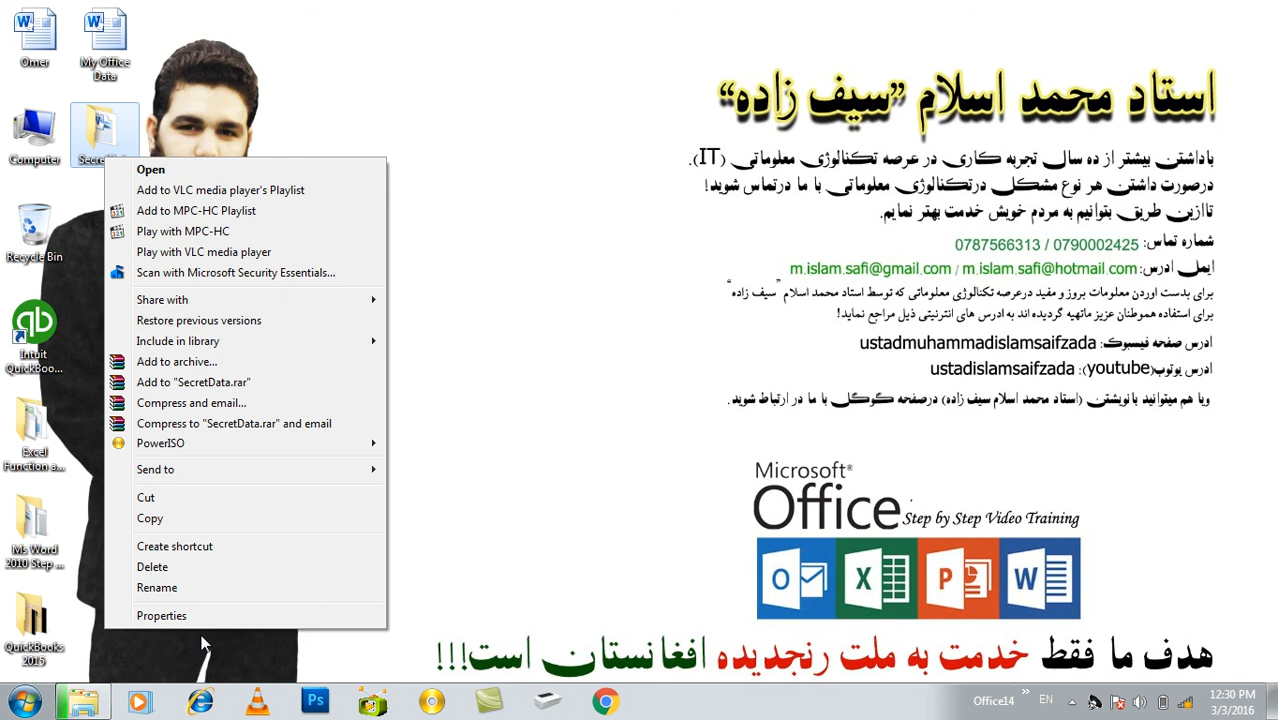 Omer
My Office
Data
Computer
Recycle Bin
Intuit
QuickBoo...
Excel
Function a...
Ms Word
2010 Step ...
QuickBooks
2015
Open
Add to VLC media player's Playlist
Add to MPC-HC Playlist
Play with MPC-HC
Play with VLC media player
Scan with Microsoft Security Essentials...
Share with
Restore previous versions
Include in library
Add to archive...
Add to "SecretData.rar"
Compress and email...
Compress to "SecretData.rar" and email
PowerISO
Send to
Cut
Copy
Create shortcut
Delete
Rename
Properties
استاد محمد اسلام "سیف زاده"
باداشتن بیشتر از ده سال تجربه کاری در عرصه تکنالوژی معلوماتی (IT).
درصورت داشتن هر نوع مشکل درتکنالوژی معلوماتی با ما درتماس شوید!
تاازین طریق بتوانیم به مردم خویش خدمت بهتر نمایم.
شماره تماس: 0787566313 / 0790002425
ایمل ادرس: m.islam.safi@gmail.com / m.islam.safi@hotmail.com
برای بدست اوردن معلومات بروز و مفید درعرصه تکنالوژی معلوماتی که توسط استاد محمد اسلام "سیف زاده"
برای استفاده هموطنان عزیز ماتهیه گردیده اند به ادرس های انترنیتی ذیل مراجع نماید!
ادرس صفحه فیسبوک: ustadmuhammadislamsaifzada
ادرس یوتوب(youtube): ustadislamsaifzada
ویا هم میتوانید بانویشتن (استاد محمد اسلام سیف زاده) درصفحه گوگل با ما در ارتباط شوید.
Microsoft®
Office
Step by Step Video Training
هدف ما فقط خدمت به ملت رنجدیده افغانستان است!!!
Office14
EN
12:30 PM
3/3/2016